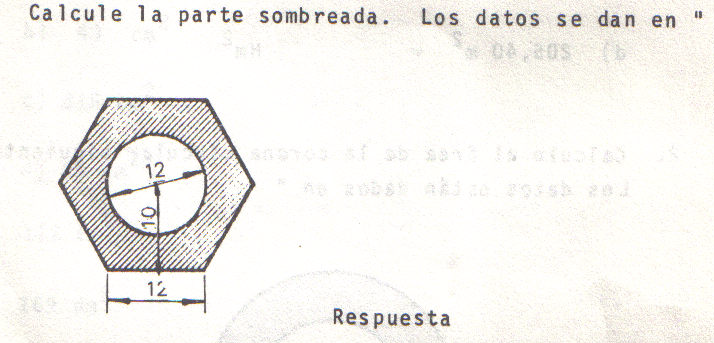 Calcule la parte sombreada. Los datos se dan en "
12
10
12
Respuesta